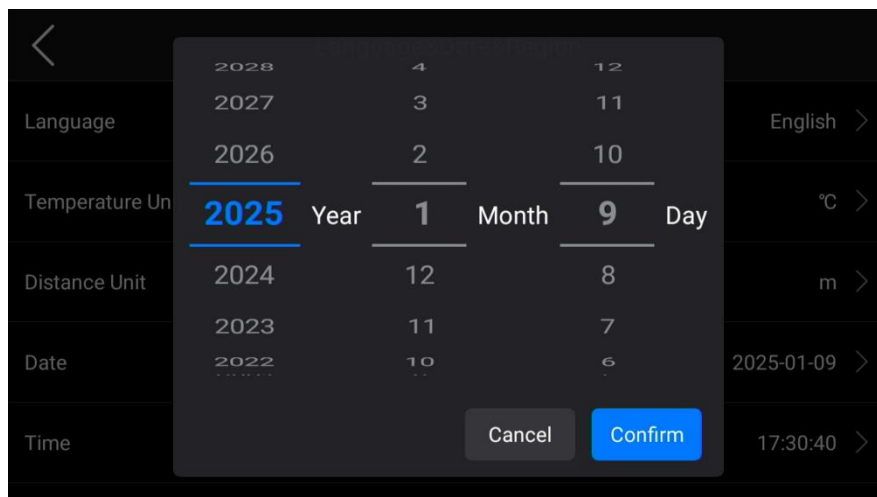 2028 4 12
2027 3 11
Language English
2026 2 10
Temperature Un ℃
2025 Year 1 Month 9 Day
Distance Unit 2024 12 8 m
2023 11 7
Date 2022 10 6 2025-01-09
Cancel Confirm
Time 17:30:40